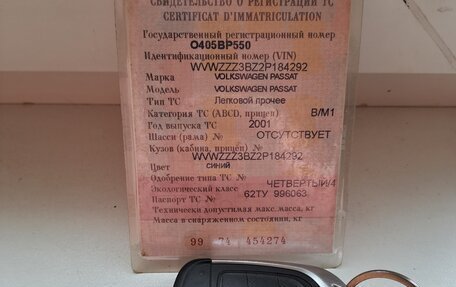 СВИДЕТЕЛЬСТВО О РЕГИСТРАЦИИ ТС
CERTIFICAT D'IMMATRICULATION
Государственный регистрационный номер
О405ВР550
Идентификационный номер (VIN)
WVWZZZ3BZ2P184292
Марка VOLKSWAGEN PASSAT
Модель VOLKSWAGEN PASSAT
Тип ТС Легковой прочее
Категория ТС (ABCD, прицеп) B/M1
Год выпуска ТС 2001
Шасси (рама) № ОТСУТСТВУЕТ
Кузов (кабина, прицеп) №
WVWZZZ3BZ2P184292
Цвет СИНИЙ
Одобрение типа ТС №
Экологический класс ЧЕТВЕРТЫЙ/4
Паспорт ТС № 62ТУ 996063
Технически допустимая макс. масса, кг
Масса в снаряженном состоянии, кг
99 74 454274